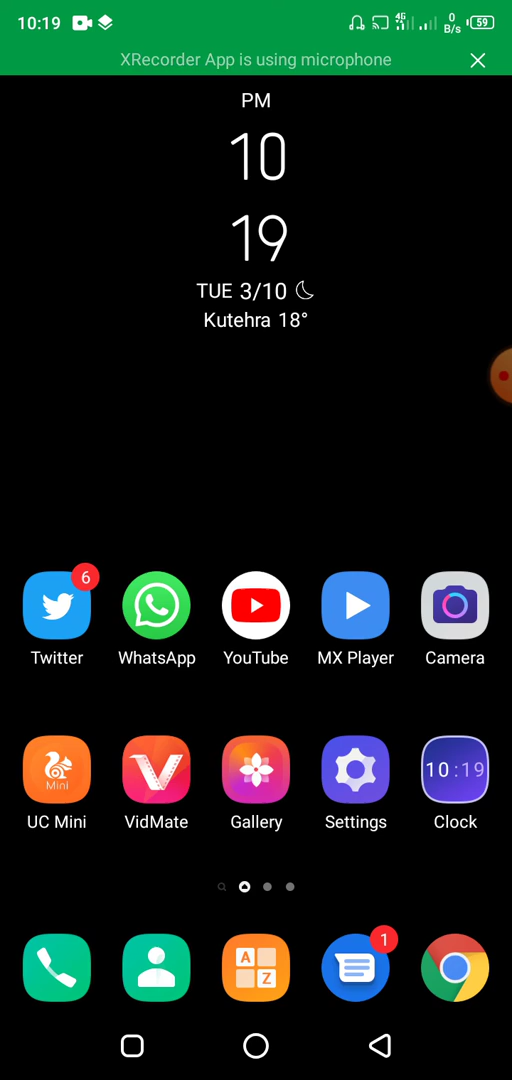 10:19 4G 0 B/s 59
XRecorder App is using microphone
PM
10
19
TUE 3/10
Kutehra 18°
6
Twitter WhatsApp YouTube MX Player Camera
Mini 10:19
UC Mini VidMate Gallery Settings Clock
A Z 1